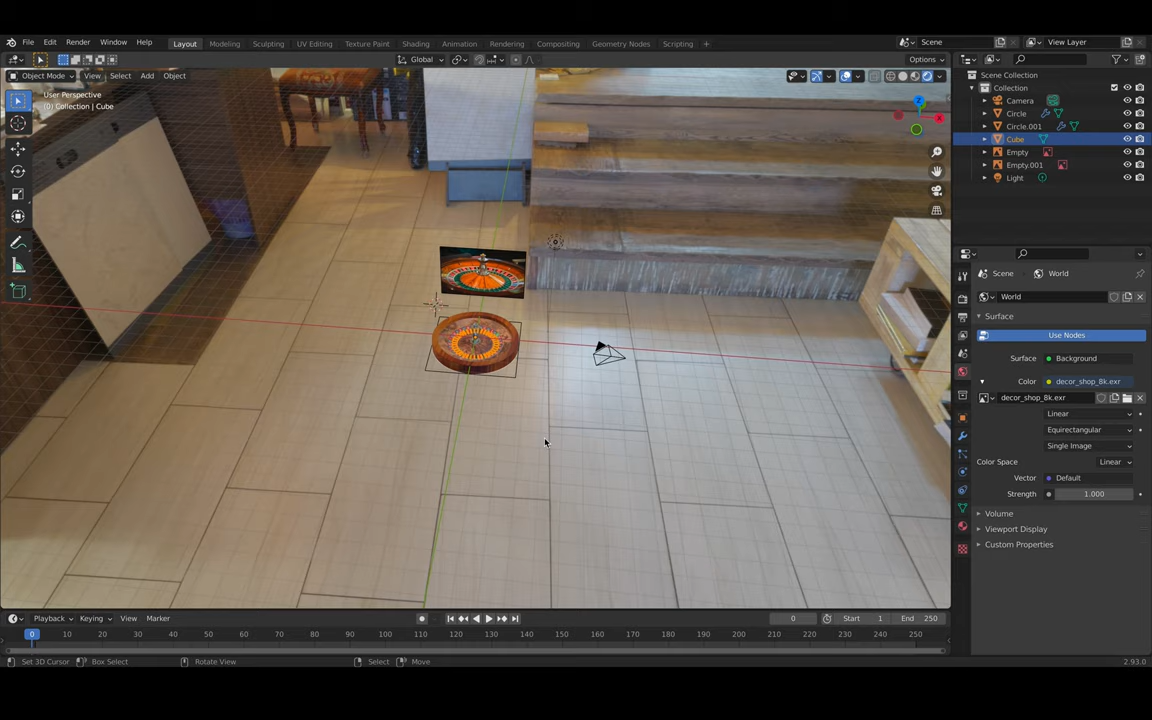 File Edit Render Window Help Layout Modeling Sculpting UV Editing Texture Paint Shading Animation Rendering Compositing Geometry Nodes Scripting + Scene View Layer
Global Options
Object Mode View Select Add Object
User Perspective
(0) Collection | Cube
Z
X
Scene Collection
Collection
Camera
Circle
Circle.001
Cube
Empty
Empty.001
Light
Scene World
World
Surface
Use Nodes
Surface Background
Color decor_shop_8k.exr
decor_shop_8k.exr
Linear
Equirectangular
Single Image
Color Space Linear
Vector Default
Strength 1.000
Volume
Viewport Display
Custom Properties
Playback Keying View Marker 0 Start 1 End 250
0 10 20 30 40 50 60 70 80 90 100 110 120 130 140 150 160 170 180 190 200 210 220 230 240 250
Set 3D Cursor Box Select Rotate View Select Move 2.93.0